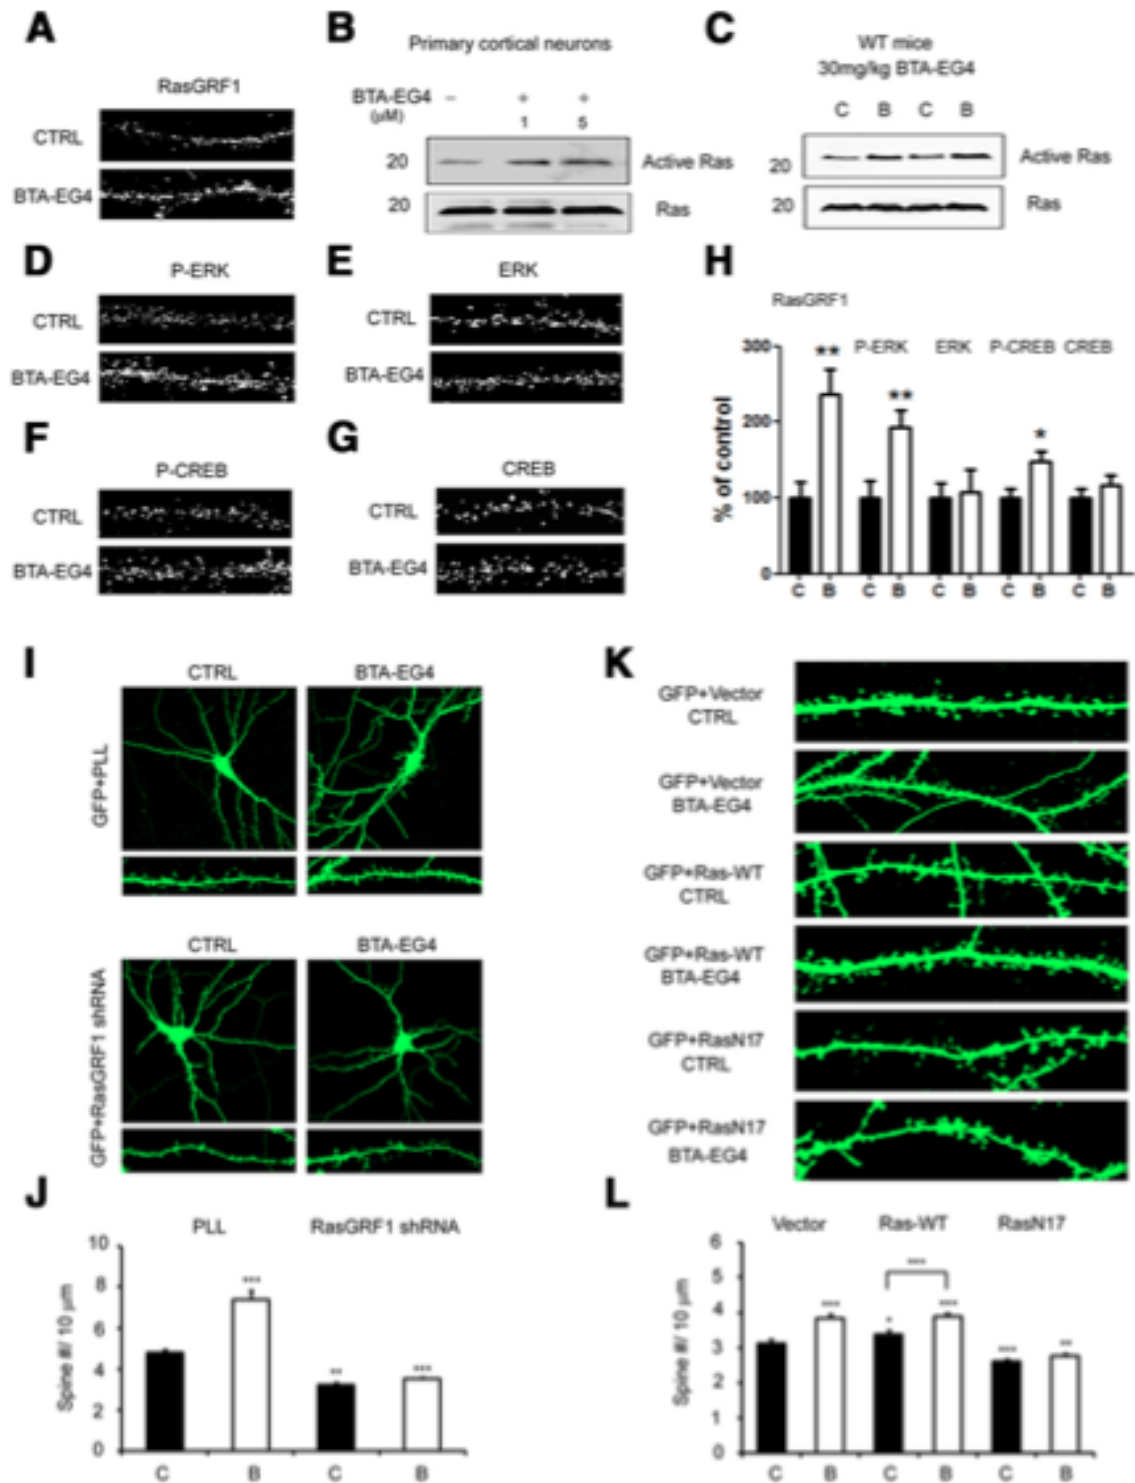 A
RasGRF1
CTRL
BTA-EG4
B
Primary cortical neurons
BTA-EG4 – + +
(μM) 1 5
20 Active Ras
20 Ras
C
WT mice
30mg/kg BTA-EG4
C B C B
20 Active Ras
20 Ras
D
P-ERK
CTRL
BTA-EG4
E
ERK
CTRL
BTA-EG4
F
P-CREB
CTRL
BTA-EG4
G
CREB
CTRL
BTA-EG4
H
RasGRF1
P-ERK ERK P-CREB CREB
% of control
300
200
100
0
** ** *
C B C B C B C B C B
I
CTRL BTA-EG4
GFP+PLL
CTRL BTA-EG4
GFP+RasGRF1 shRNA
J
PLL RasGRF1 shRNA
Spine #/ 10 μm
10
8
6
4
2
0
*** ** ***
C B C B
K
GFP+Vector
CTRL
GFP+Vector
BTA-EG4
GFP+Ras-WT
CTRL
GFP+Ras-WT
BTA-EG4
GFP+RasN17
CTRL
GFP+RasN17
BTA-EG4
L
Vector Ras-WT RasN17
Spine #/ 10 μm
6
5
4
3
2
1
0
***
*** * *** *** **
C B C B C B